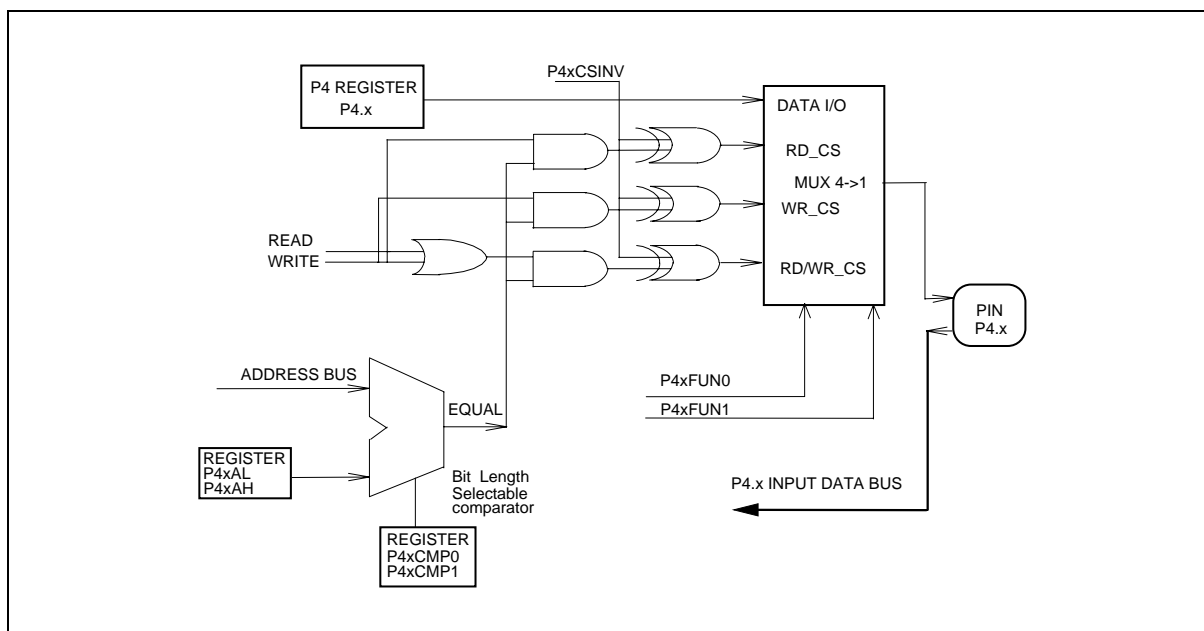 P4xCSINV
P4 REGISTER
P4.x
DATA I/O
RD_CS
MUX 4->1
WR_CS
READ
WRITE
RD/WR_CS
PIN
P4.x
ADDRESS BUS
P4xFUN0
EQUAL
P4xFUN1
REGISTER
P4xAL
P4xAH
Bit Length
Selectable
comparator
P4.x INPUT DATA BUS
REGISTER
P4xCMP0
P4xCMP1